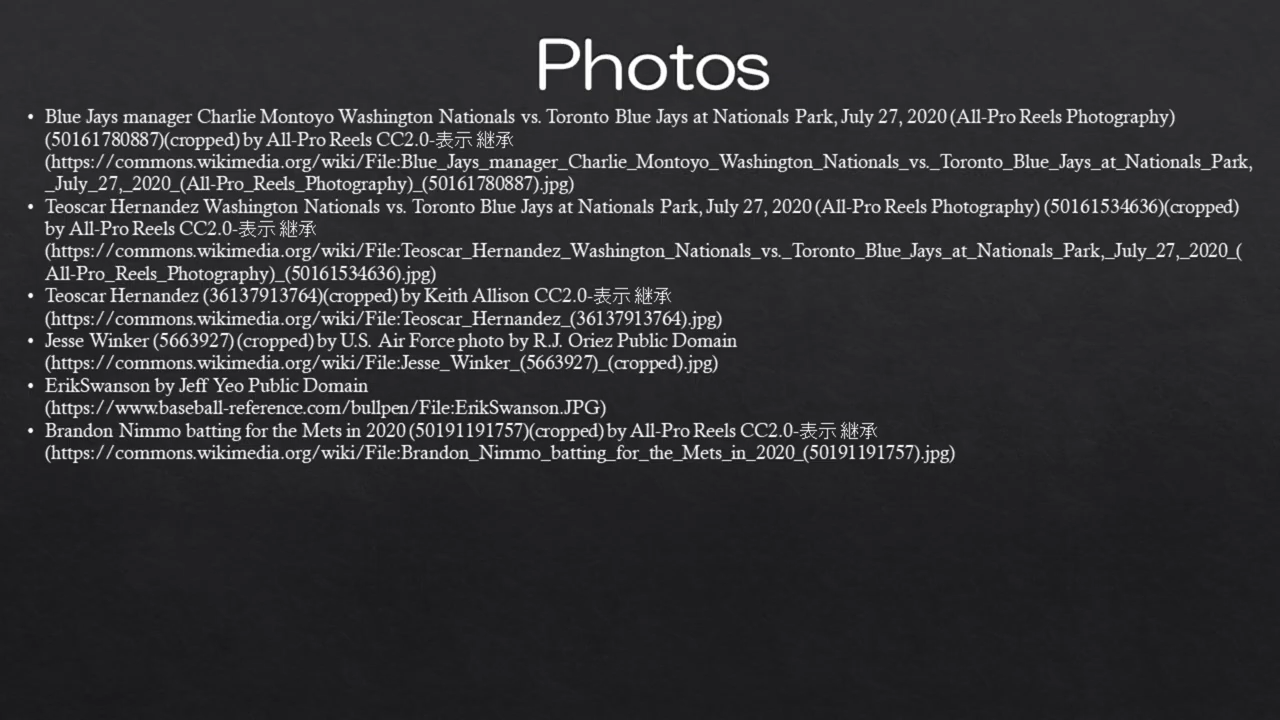 Photos
• Blue Jays manager Charlie Montoyo Washington Nationals vs. Toronto Blue Jays at Nationals Park, July 27, 2020 (All-Pro Reels Photography)
(50161780887)(cropped) by All-Pro Reels CC2.0-表示 継承
(https://commons.wikimedia.org/wiki/File:Blue_Jays_manager_Charlie_Montoyo_Washington_Nationals_vs._Toronto_Blue_Jays_at_Nationals_Park,
_July_27,_2020_(All-Pro_Reels_Photography)_(50161780887).jpg)
• Teoscar Hernandez Washington Nationals vs. Toronto Blue Jays at Nationals Park, July 27, 2020 (All-Pro Reels Photography) (50161534636)(cropped)
by All-Pro Reels CC2.0-表示 継承
(https://commons.wikimedia.org/wiki/File:Teoscar_Hernandez_Washington_Nationals_vs._Toronto_Blue_Jays_at_Nationals_Park,_July_27,_2020_(
All-Pro_Reels_Photography)_(50161534636).jpg)
• Teoscar Hernandez (36137913764)(cropped) by Keith Allison CC2.0-表示 継承
(https://commons.wikimedia.org/wiki/File:Teoscar_Hernandez_(36137913764).jpg)
• Jesse Winker (5663927) (cropped) by U.S. Air Force photo by R.J. Oriez Public Domain
(https://commons.wikimedia.org/wiki/File:Jesse_Winker_(5663927)_(cropped).jpg)
• ErikSwanson by Jeff Yeo Public Domain
(https://www.baseball-reference.com/bullpen/File:ErikSwanson.JPG)
• Brandon Nimmo batting for the Mets in 2020 (50191191757)(cropped) by All-Pro Reels CC2.0-表示 継承
(https://commons.wikimedia.org/wiki/File:Brandon_Nimmo_batting_for_the_Mets_in_2020_(50191191757).jpg)